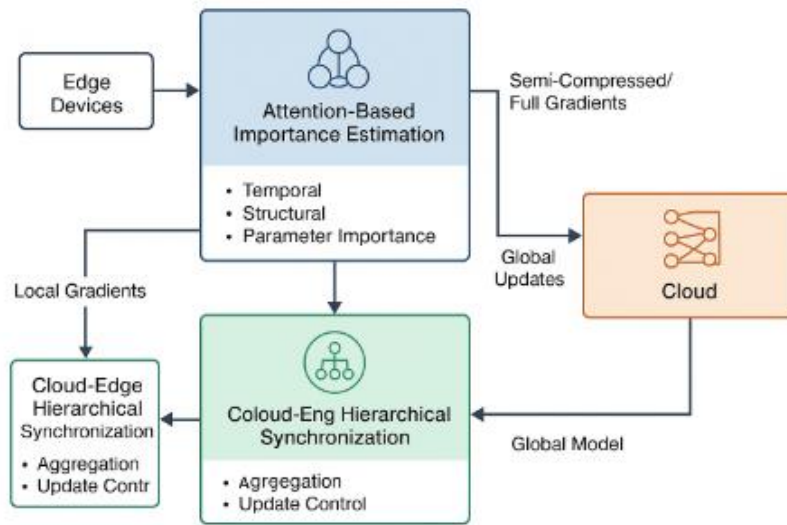 Edge
Devices
Attention-Based
Importance Estimation
• Temporal
• Structural
• Parameter Importance
Semi-Compressed/
Full Gradients
Global
Updates
Cloud
Local Gradients
Cloud-Edge
Hierarchical
Synchronization
• Aggregation
• Update Contr
Coloud-Eng Hierarchical
Synchronization
• Agrgegation
• Update Control
Global Model